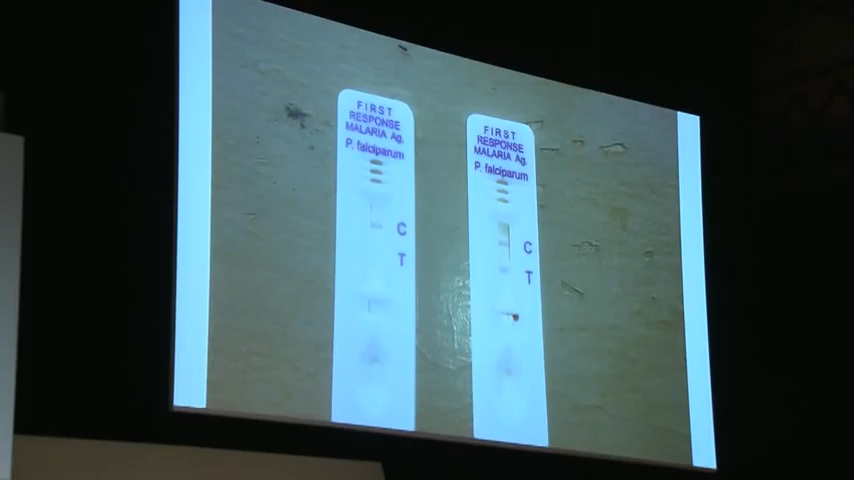 FIRST
RESPONSE
MALARIA Ag.
P. falciparum
C
T
FIRST
RESPONSE
MALARIA Ag.
P. falciparum
C
T